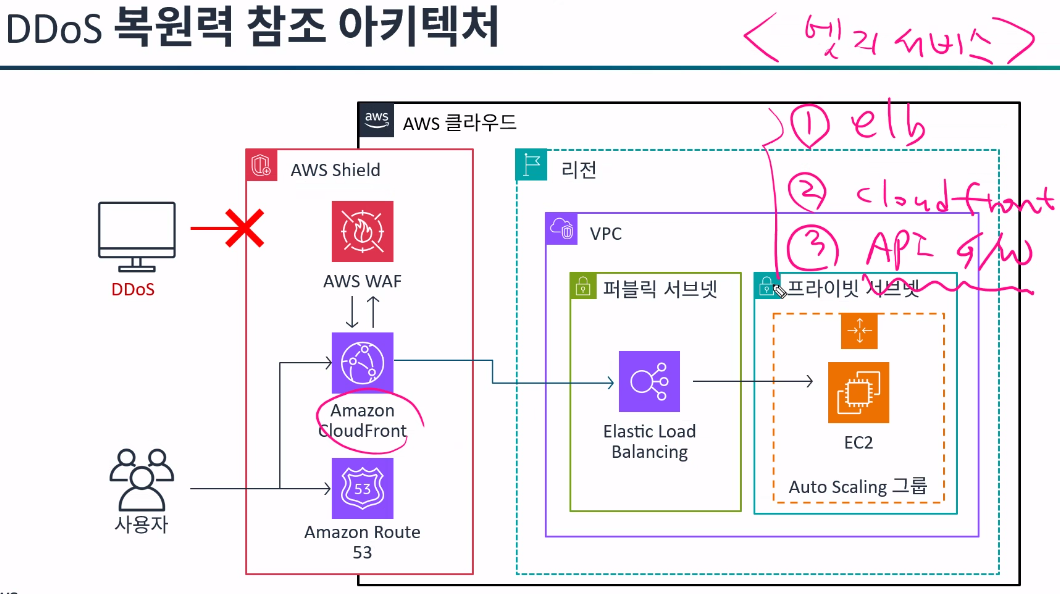 DDoS 복원력 참조 아키텍처
< 엣지 서비스 >
aws
AWS 클라우드
① elb
② cloudfront
③ API G/W
AWS Shield
리전
VPC
AWS WAF
DDoS
퍼블릭 서브넷
프라이빗 서브넷
Amazon
CloudFront
Elastic Load
Balancing
EC2
Auto Scaling 그룹
53
사용자
Amazon Route
53